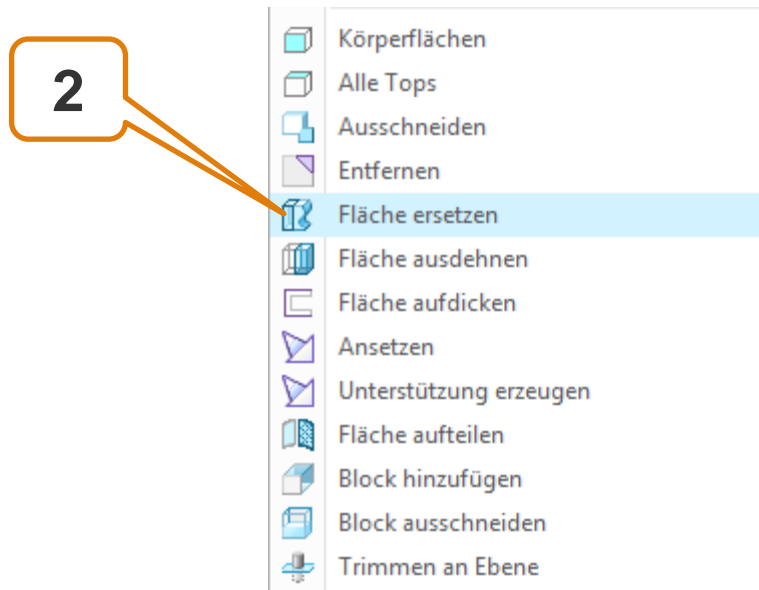 2
Körperflächen
Alle Tops
Ausschneiden
Entfernen
Fläche ersetzen
Fläche ausdehnen
Fläche aufdicken
Ansetzen
Unterstützung erzeugen
Fläche aufteilen
Block hinzufügen
Block ausschneiden
Trimmen an Ebene